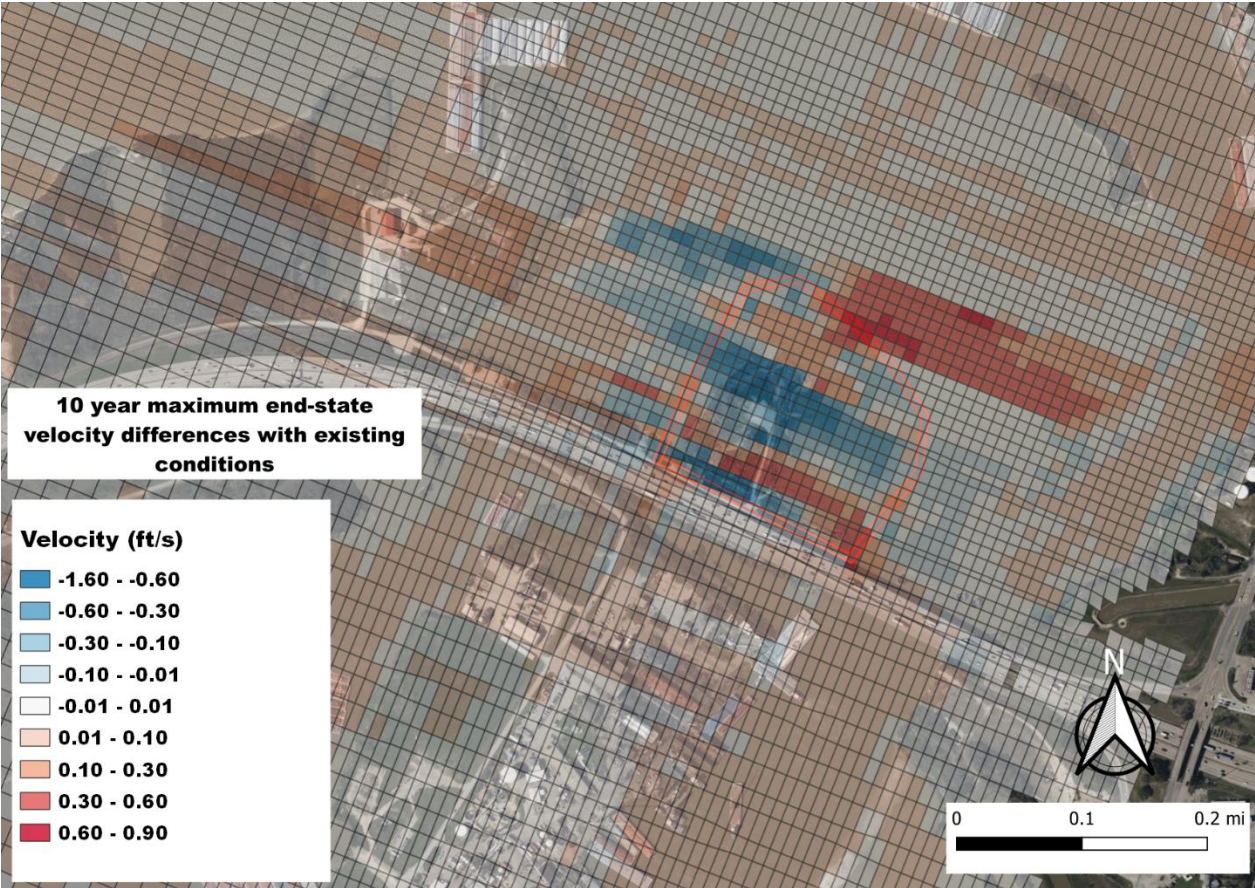 10 year maximum end-state
velocity differences with existing
conditions
Velocity (ft/s)
-1.60 - -0.60
-0.60 - -0.30
-0.30 - -0.10
-0.10 - -0.01
-0.01 - 0.01
0.01 - 0.10
0.10 - 0.30
0.30 - 0.60
0.60 - 0.90
N
0 0.1 0.2 mi